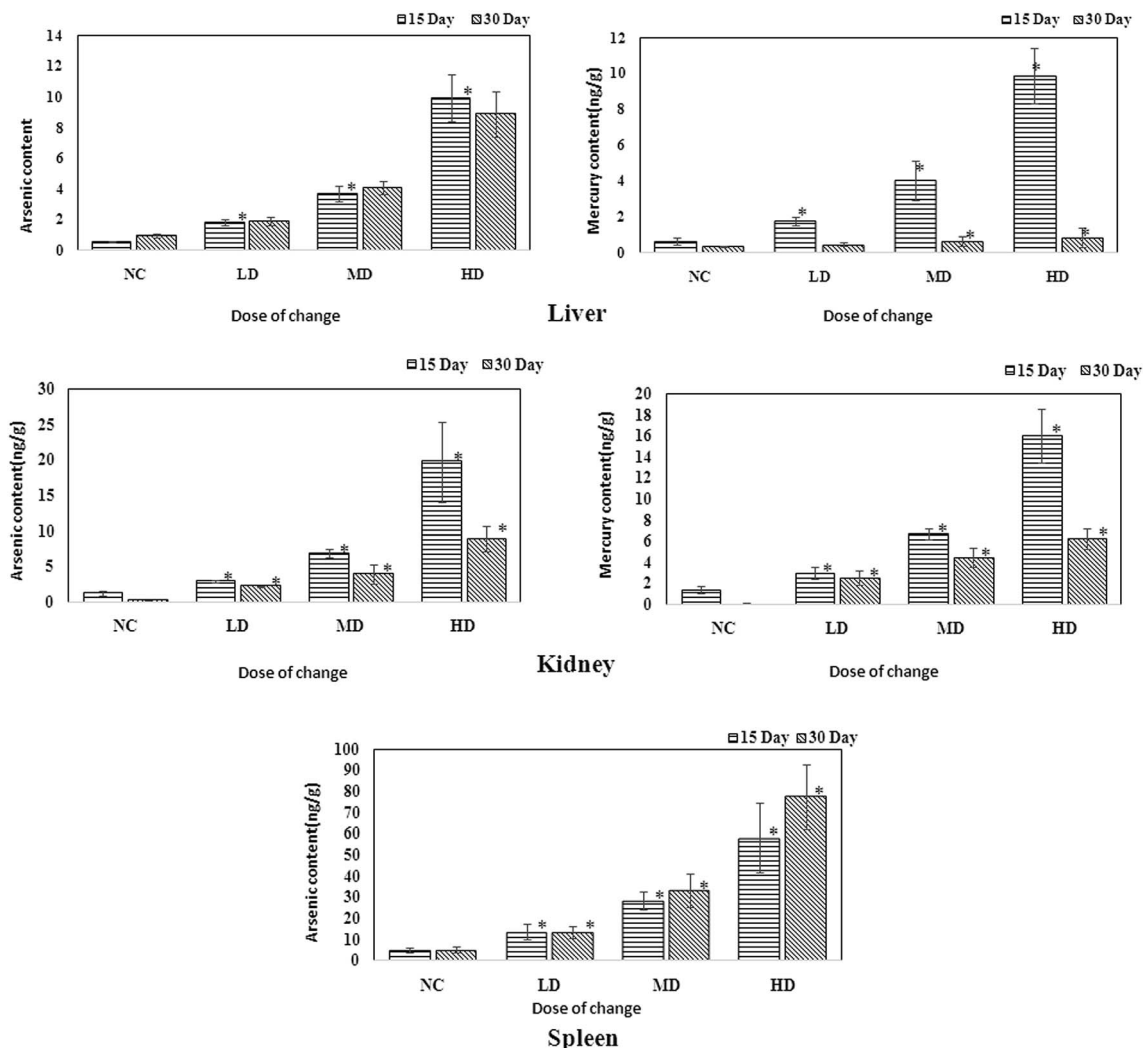 15 Day 30 Day
Arsenic content
14
12
10
8
6
4
2
0
* * *
NC LD MD HD
Dose of change
15 Day 30 Day
Mercury content(ng/g)
12
10
8
6
4
2
0
* * * * *
NC LD MD HD
Dose of change
Liver
15 Day 30 Day
Arsenic content(ng/g)
30
25
20
15
10
5
0
* * * * * *
NC LD MD HD
Dose of change
15 Day 30 Day
Mercury content(ng/g)
20
18
16
14
12
10
8
6
4
2
0
* * * * * *
NC LD MD HD
Dose of change
Kidney
15 Day 30 Day
Arsenic content(ng/g)
100
90
80
70
60
50
40
30
20
10
0
* * * * * *
NC LD MD HD
Dose of change
Spleen